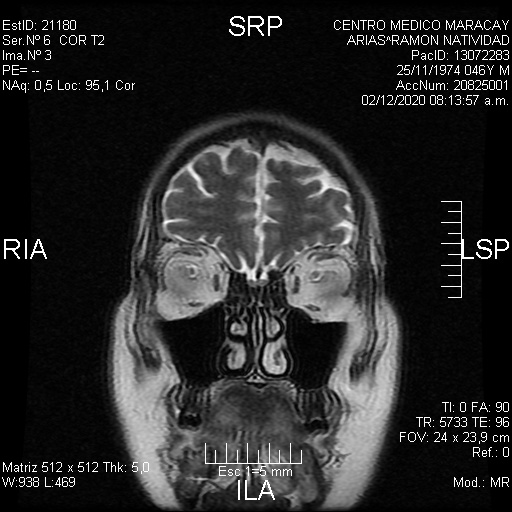 EstID: 21180
Ser.Nº 6 COR T2
Ima.Nº 3
PE= --
NAq: 0,5 Loc: 95,1 Cor
SRP
CENTRO MEDICO MARACAY
ARIAS^RAMON NATIVIDAD
PacID: 13072283
25/11/1974 046Y M
AccNum: 20825001
02/12/2020 08:13:57 a.m.
RIA
LSP
TI: 0 FA: 90
TR: 5733 TE: 96
FOV: 24 x 23,9 cm
Ref.: 0
Mod.: MR
Matriz 512 x 512 Thk: 5,0
W:938 L:469
Esc.1=5 mm
ILA